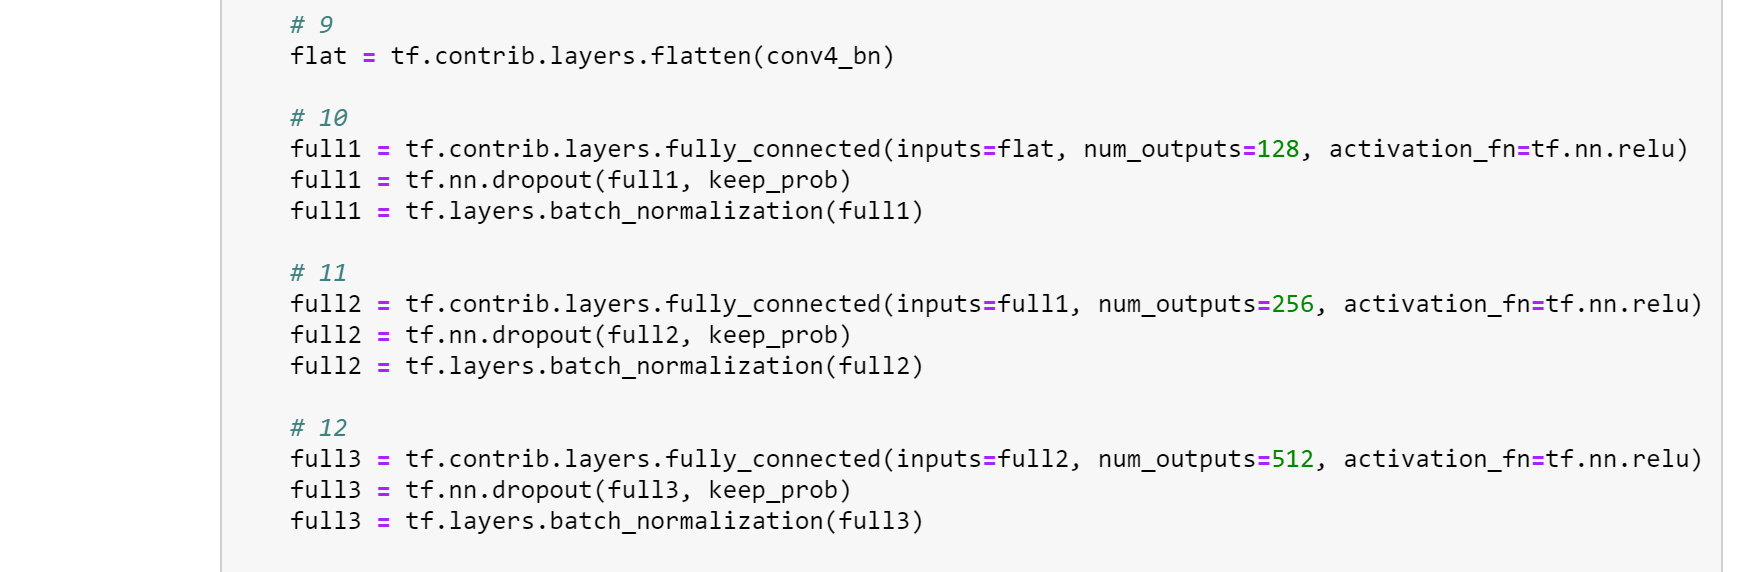 # 9
flat = tf.contrib.layers.flatten(conv4_bn)
# 10
full1 = tf.contrib.layers.fully_connected(inputs=flat, num_outputs=128, activation_fn=tf.nn.relu)
full1 = tf.nn.dropout(full1, keep_prob)
full1 = tf.layers.batch_normalization(full1)
# 11
full2 = tf.contrib.layers.fully_connected(inputs=full1, num_outputs=256, activation_fn=tf.nn.relu)
full2 = tf.nn.dropout(full2, keep_prob)
full2 = tf.layers.batch_normalization(full2)
# 12
full3 = tf.contrib.layers.fully_connected(inputs=full2, num_outputs=512, activation_fn=tf.nn.relu)
full3 = tf.nn.dropout(full3, keep_prob)
full3 = tf.layers.batch_normalization(full3)